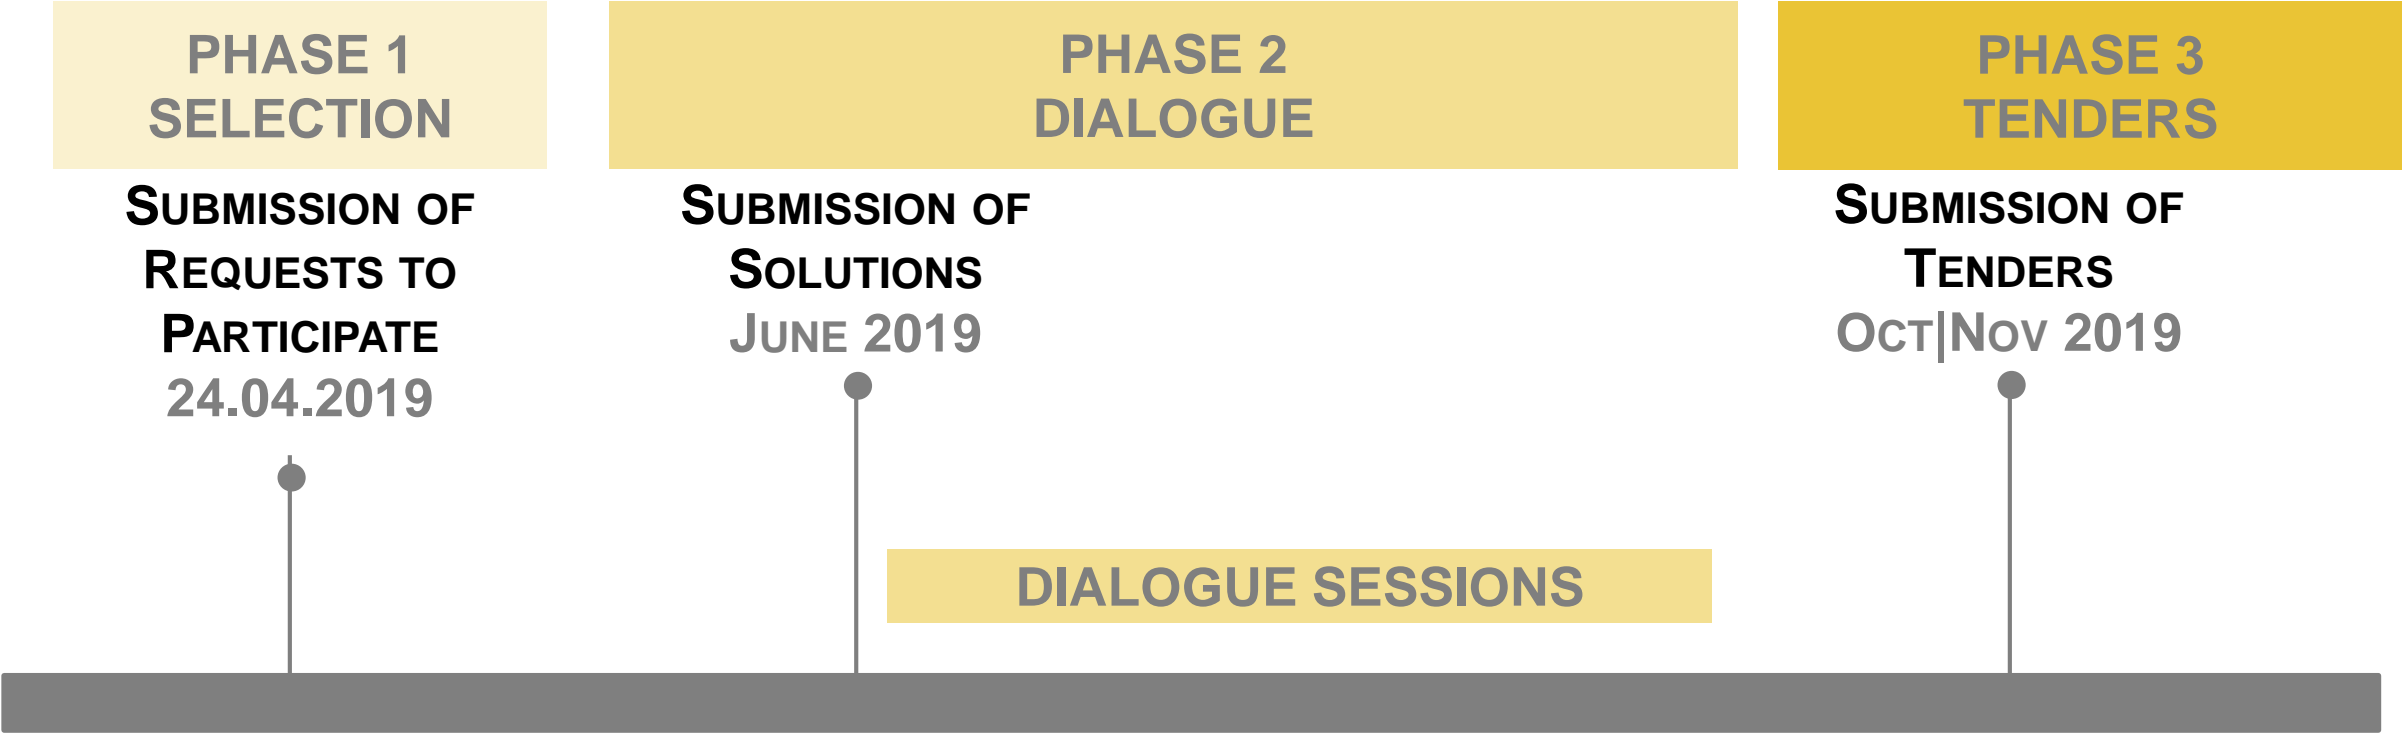 PHASE 1
SELECTION
SUBMISSION OF
REQUESTS TO
PARTICIPATE
24.04.2019
PHASE 2
DIALOGUE
SUBMISSION OF
SOLUTIONS
JUNE 2019
DIALOGUE SESSIONS
PHASE 3
TENDERS
SUBMISSION OF
TENDERS
OCT|NOV 2019